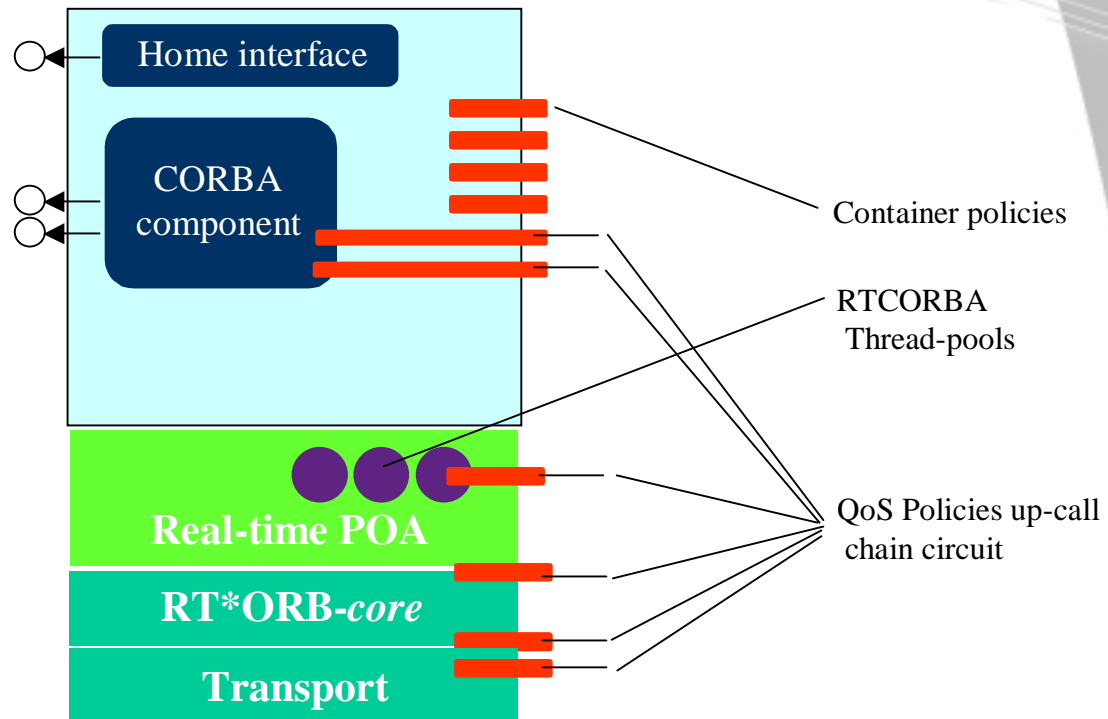 Home interface
CORBA
component
Container policies
RTCORBA
Thread-pools
Real-time POA
QoS Policies up-call
chain circuit
RT*ORB-core
Transport